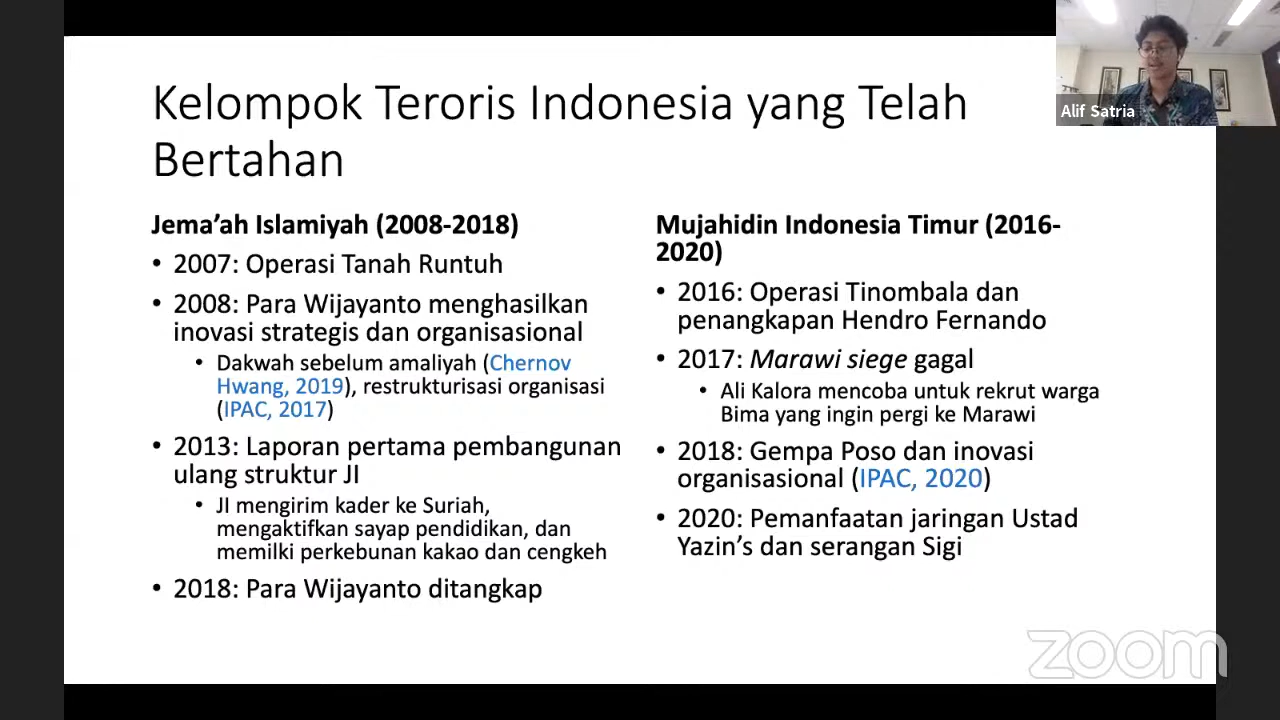 Kelompok Teroris Indonesia yang Telah
Bertahan
Alif Satria
Jema’ah Islamiyah (2008-2018)
• 2007: Operasi Tanah Runtuh
• 2008: Para Wijayanto menghasilkan
inovasi strategis dan organisasional
• Dakwah sebelum amaliyah (Chernov
Hwang, 2019), restrukturisasi organisasi
(IPAC, 2017)
• 2013: Laporan pertama pembangunan
ulang struktur JI
• JI mengirim kader ke Suriah,
mengaktifkan sayap pendidikan, dan
memilki perkebunan kakao dan cengkeh
• 2018: Para Wijayanto ditangkap
Mujahidin Indonesia Timur (2016-
2020)
• 2016: Operasi Tinombala dan
penangkapan Hendro Fernando
• 2017: Marawi siege gagal
• Ali Kalora mencoba untuk rekrut warga
Bima yang ingin pergi ke Marawi
• 2018: Gempa Poso dan inovasi
organisasional (IPAC, 2020)
• 2020: Pemanfaatan jaringan Ustad
Yazin’s dan serangan Sigi
zoom